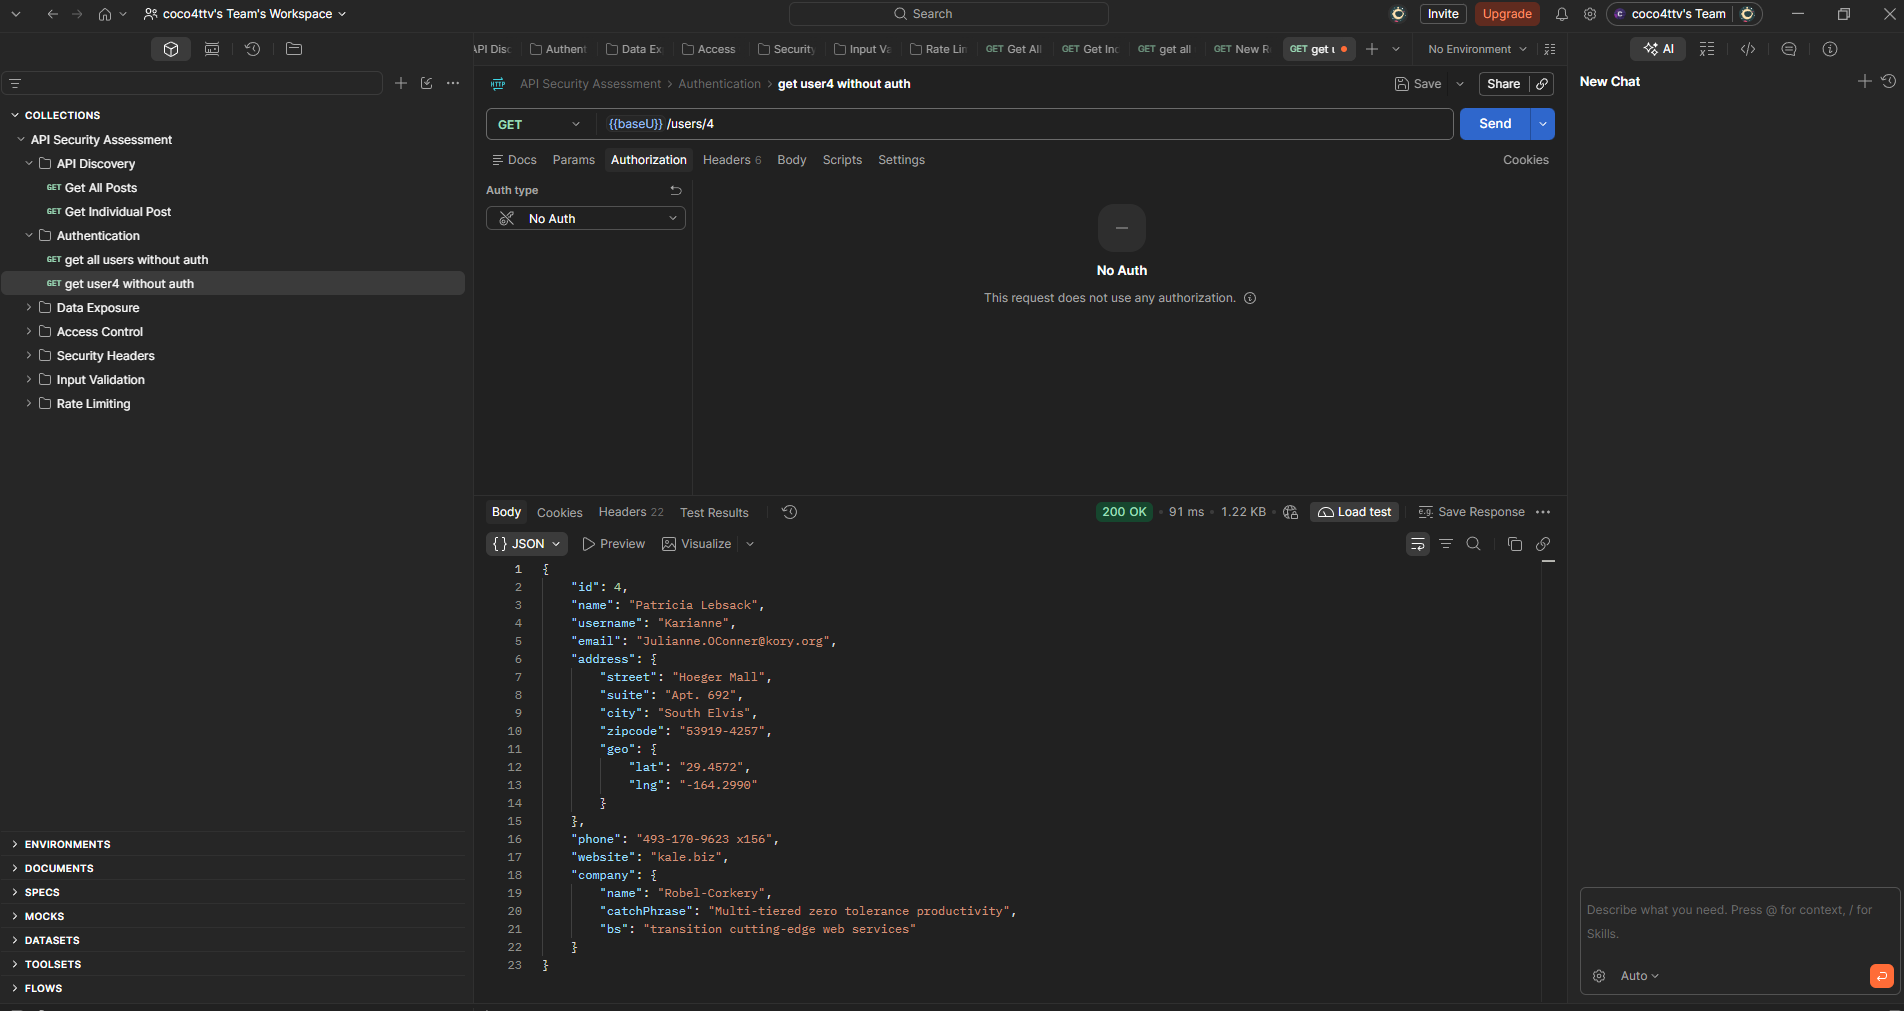 coco4ttv's Team's Workspace
Search
Invite
Upgrade
coco4ttv's Team
API Disc
Authent
Data Ex
Access
Security
Input Va
Rate Lin
GET Get All
GET Get Inc
GET get all
GET New R
GET get u
No Environment
AI
COLLECTIONS
API Security Assessment
API Discovery
GET Get All Posts
GET Get Individual Post
Authentication
GET get all users without auth
GET get user4 without auth
Data Exposure
Access Control
Security Headers
Input Validation
Rate Limiting
ENVIRONMENTS
DOCUMENTS
SPECS
MOCKS
DATASETS
TOOLSETS
FLOWS
HTTP API Security Assessment > Authentication > get user4 without auth
Save
Share
GET
{{baseU}} /users/4
Send
Docs
Params
Authorization
Headers 6
Body
Scripts
Settings
Cookies
Auth type
No Auth
No Auth
This request does not use any authorization.
Body
Cookies
Headers 22
Test Results
200 OK
91 ms
1.22 KB
Load test
e.g. Save Response
{} JSON
Preview
Visualize
1 {
2 "id": 4,
3 "name": "Patricia Lebsack",
4 "username": "Karianne",
5 "email": "Julianne.OConner@kory.org",
6 "address": {
7 "street": "Hoeger Mall",
8 "suite": "Apt. 692",
9 "city": "South Elvis",
10 "zipcode": "53919-4257",
11 "geo": {
12 "lat": "29.4572",
13 "lng": "-164.2990"
14 }
15 },
16 "phone": "493-170-9623 x156",
17 "website": "kale.biz",
18 "company": {
19 "name": "Robel-Corkery",
20 "catchPhrase": "Multi-tiered zero tolerance productivity",
21 "bs": "transition cutting-edge web services"
22 }
23 }
New Chat
Describe what you need. Press @ for context, / for
Skills.
Auto